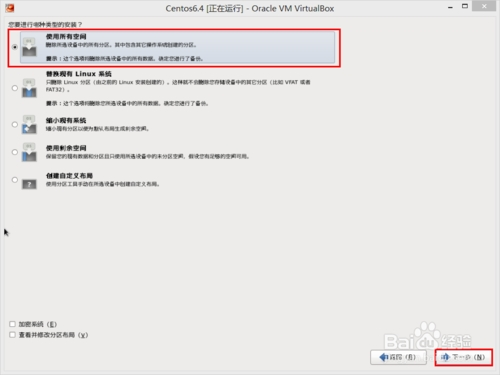 Centos6.4 [正在运行] - Oracle VM VirtualBox
您要进行哪种类型的安装？
使用所有空间
删除所选设备中的所有分区。其中包含其它操作系统创建的分区。
提示：这个选项将删除所选设备中的所有数据。确定您进行了备份。
替换现有 Linux 系统
只删除 Linux 分区（由之前的 Linux 安装创建的）。这样就不会删除您存储设备中的其它分区（比如 VFAT 或者
FAT32）。
提示：这个选项将删除所选设备中的所有数据。确定您进行了备份。
缩小现有系统
缩小现有分区以便为默认布局生成剩余空间。
使用剩余空间
保留您的现有数据和分区且只使用所选设备中的未分区空间，假设您有足够的空间可用。
创建自定义布局
使用分区工具手动在所选设备中创建自定义布局。
加密系统（E）
查看并修改分区布局（V）
返回（B）
下一步（N）
Baidu经验